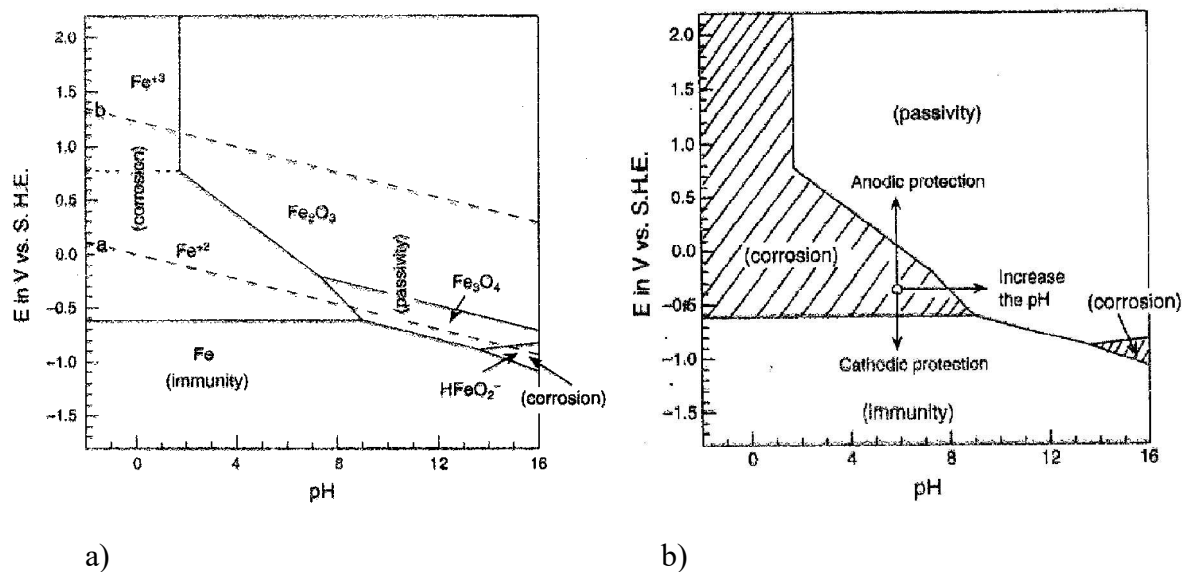 2.0
1.5
1.0
0.5
0.0
−0.5
−1.0
−1.5
E in V vs. S.H.E.
Fe+3
b
(corrosion)
Fe2O3
a
Fe+2
(passivity)
Fe3O4
Fe
(immunity)
HFeO2−
(corrosion)
0 4 8 12 16
pH
a)
2.0
1.5
1.0
0.5
0.0
−0.5
−1.0
−1.5
E in V vs. S.H.E.
(passivity)
Anodic protection
(corrosion)
Increase
the pH
(corrosion)
Cathodic protection
(immunity)
0 4 8 12 16
pH
b)